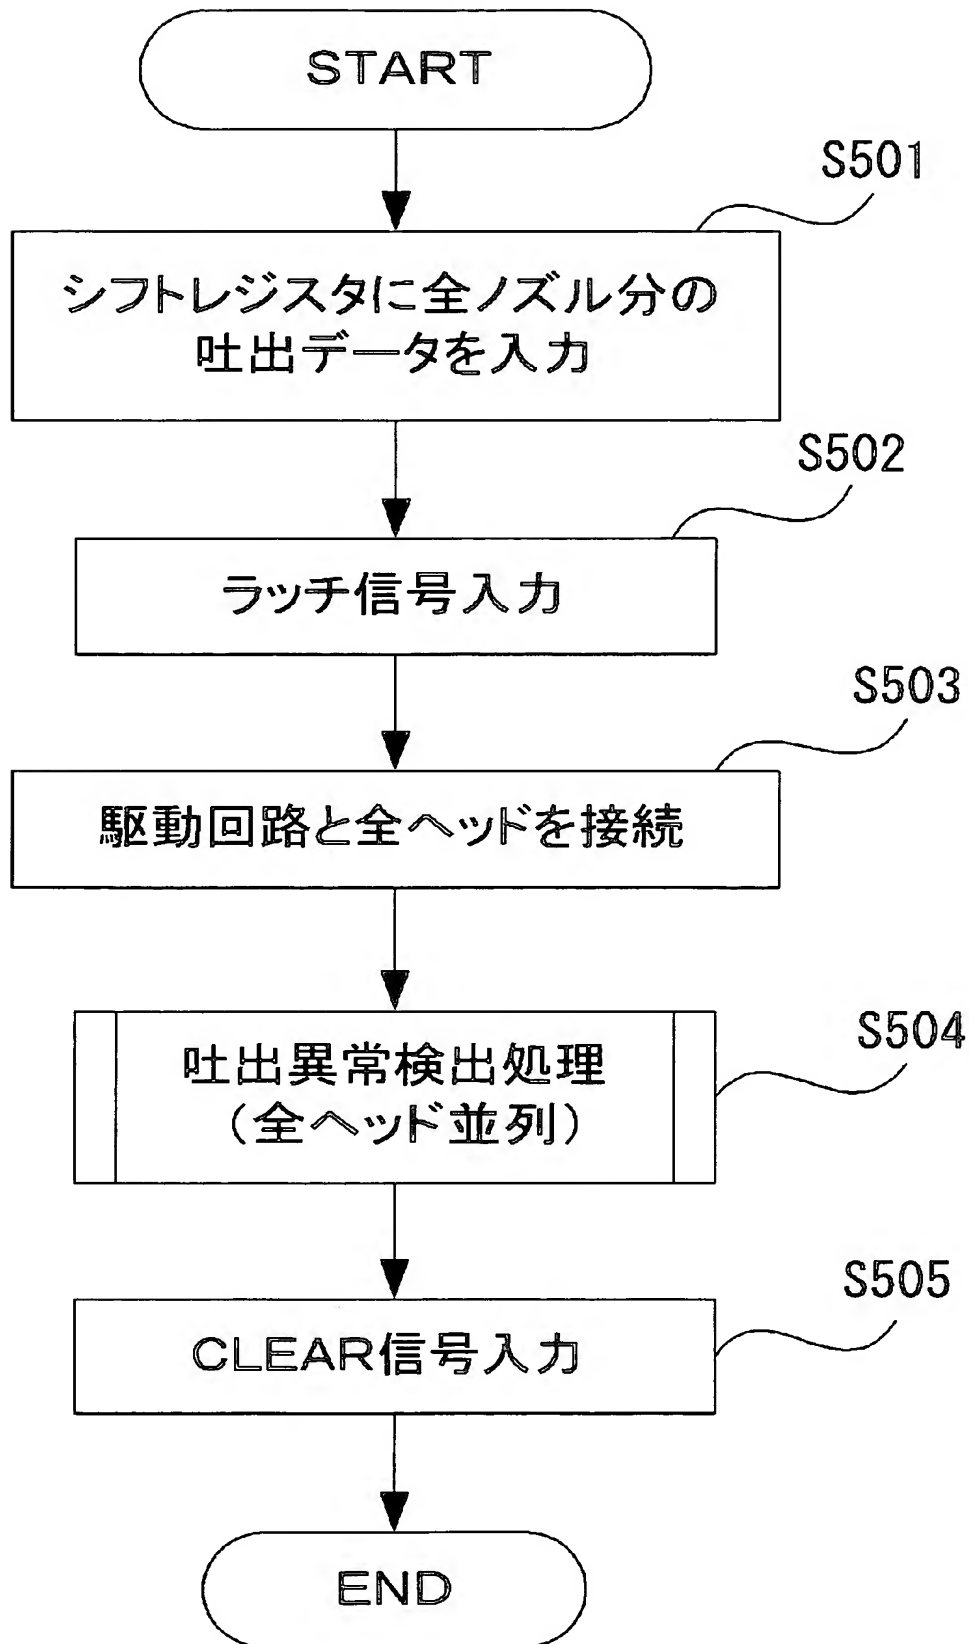 START
S501
シフトレジスタに全ノズル分の
吐出データを入力
S502
ラッチ信号入力
S503
駆動回路と全ヘッドを接続
S504
吐出異常検出処理
(全ヘッド並列)
S505
CLEAR信号入力
END